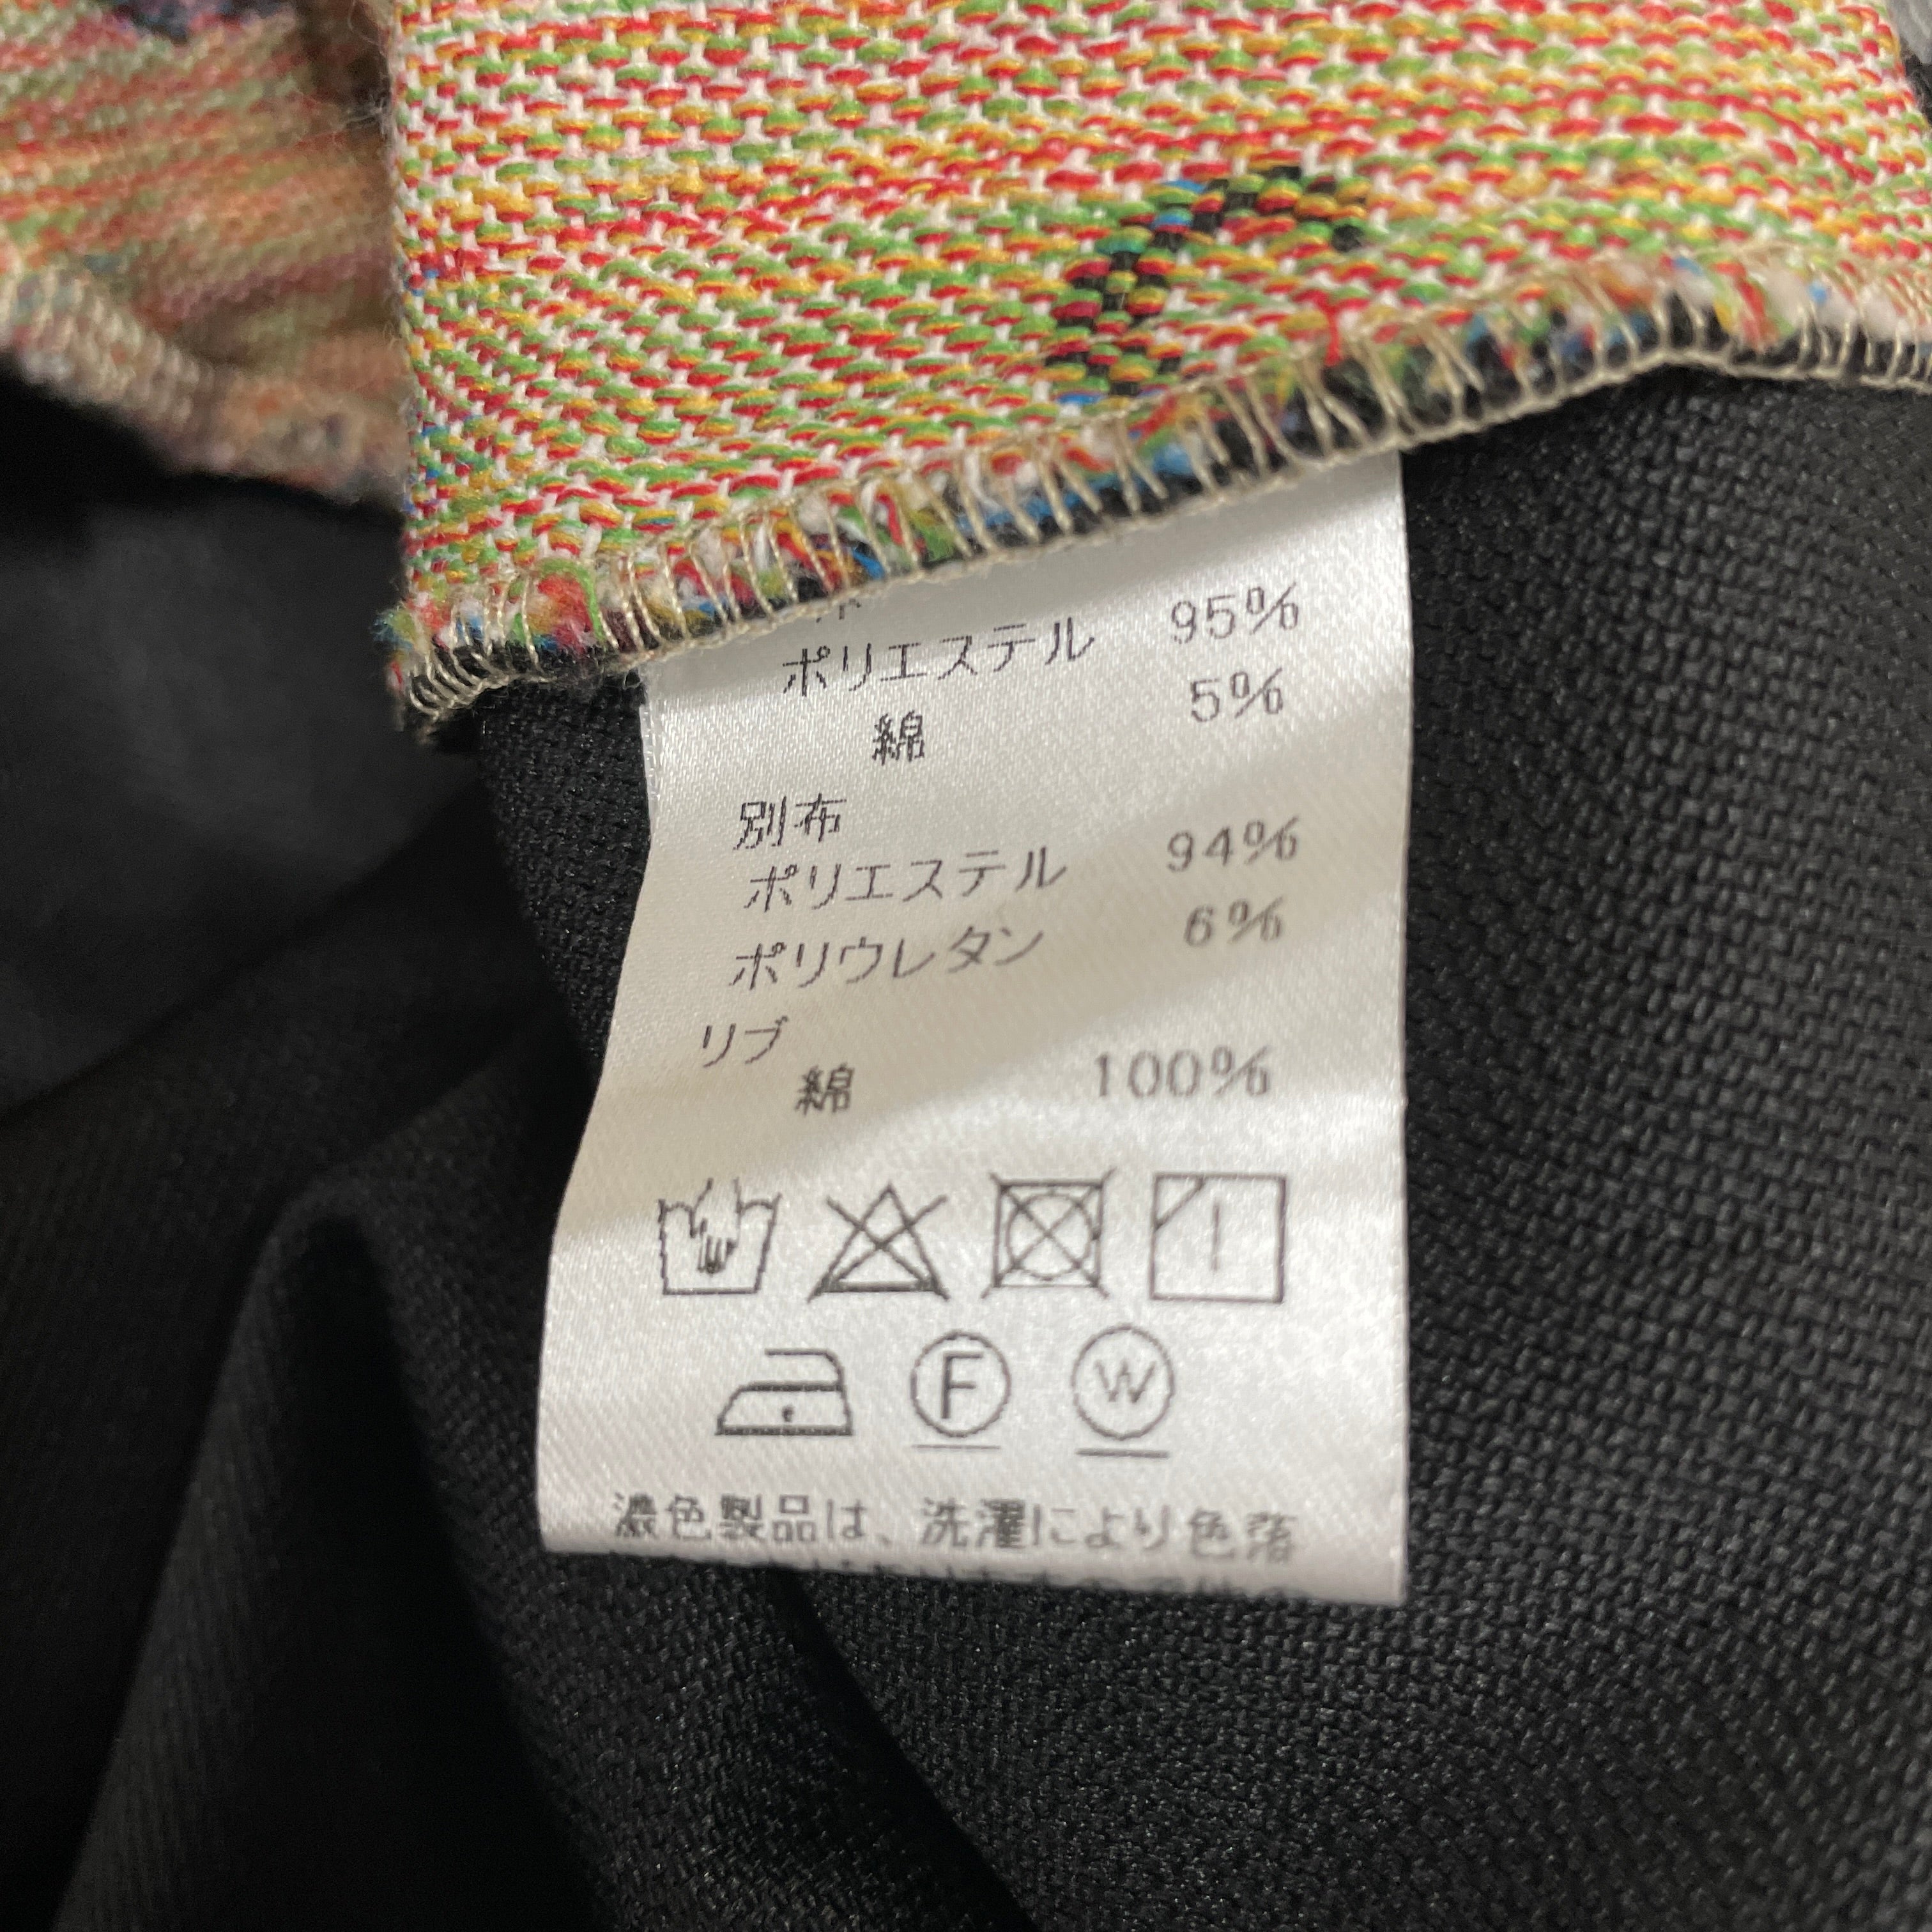 ポリエステル 95%
綿 5%
別布
ポリエステル 94%
ポリウレタン 6%
リブ
綿 100%
F W
濃色製品は、洗濯により色落